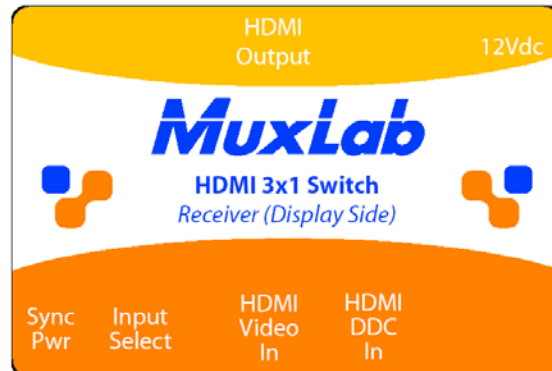 HDMI
Output
12Vdc
MuxLab
HDMI 3x1 Switch
Receiver (Display Side)
Sync
Pwr
Input
Select
HDMI
Video
In
HDMI
DDC
In